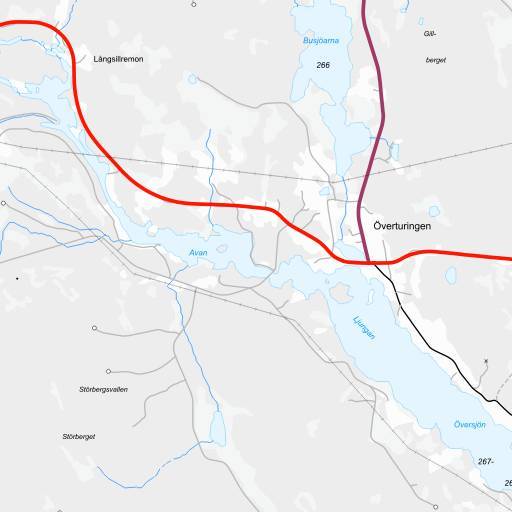 Gill-
berget
Busjöarna
266
Långsillremon
Överturingen
Avan
Ljungan
Störbergsvallen
Störberget
Översjön
267-